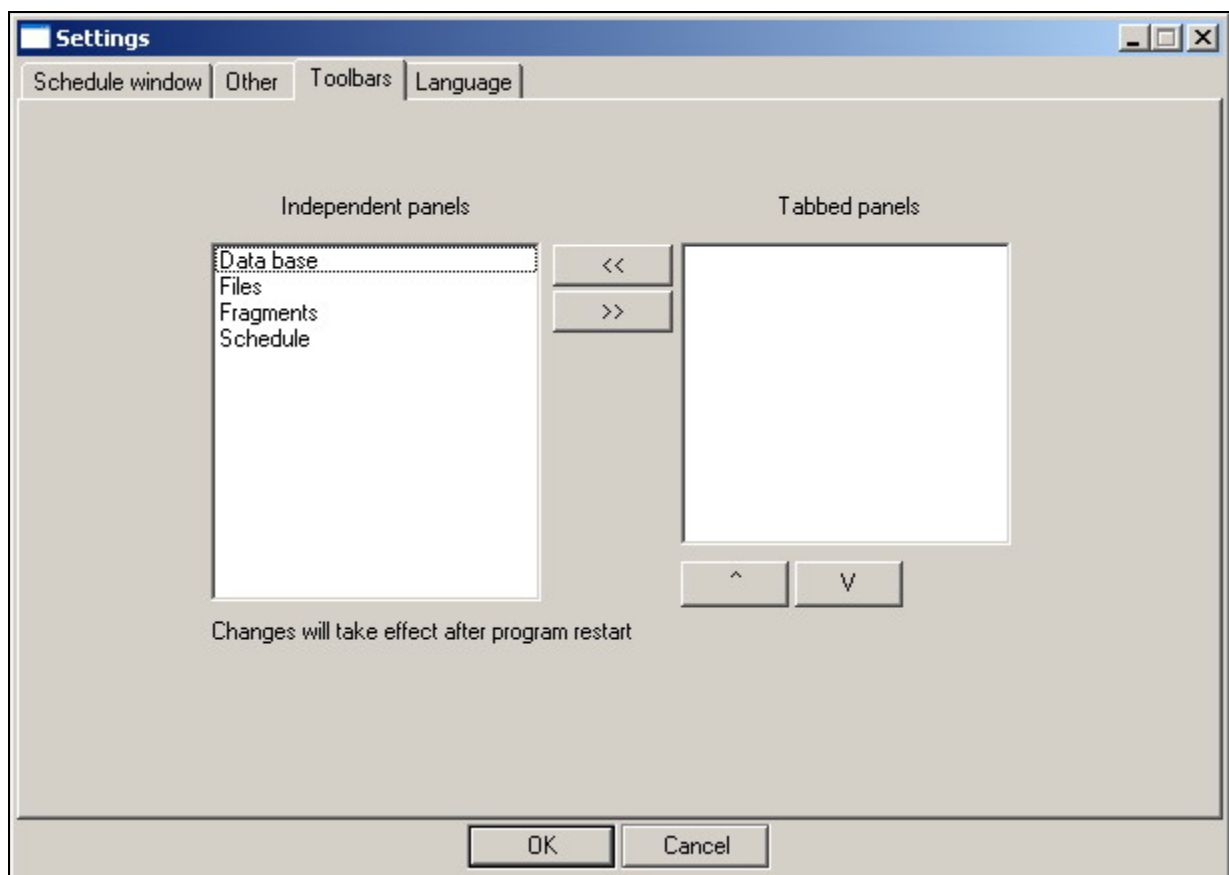 Settings
Schedule window Other Toolbars Language
Independent panels Tabbed panels
Data base <<
Files
Fragments >>
Schedule
^ V
Changes will take effect after program restart
OK Cancel